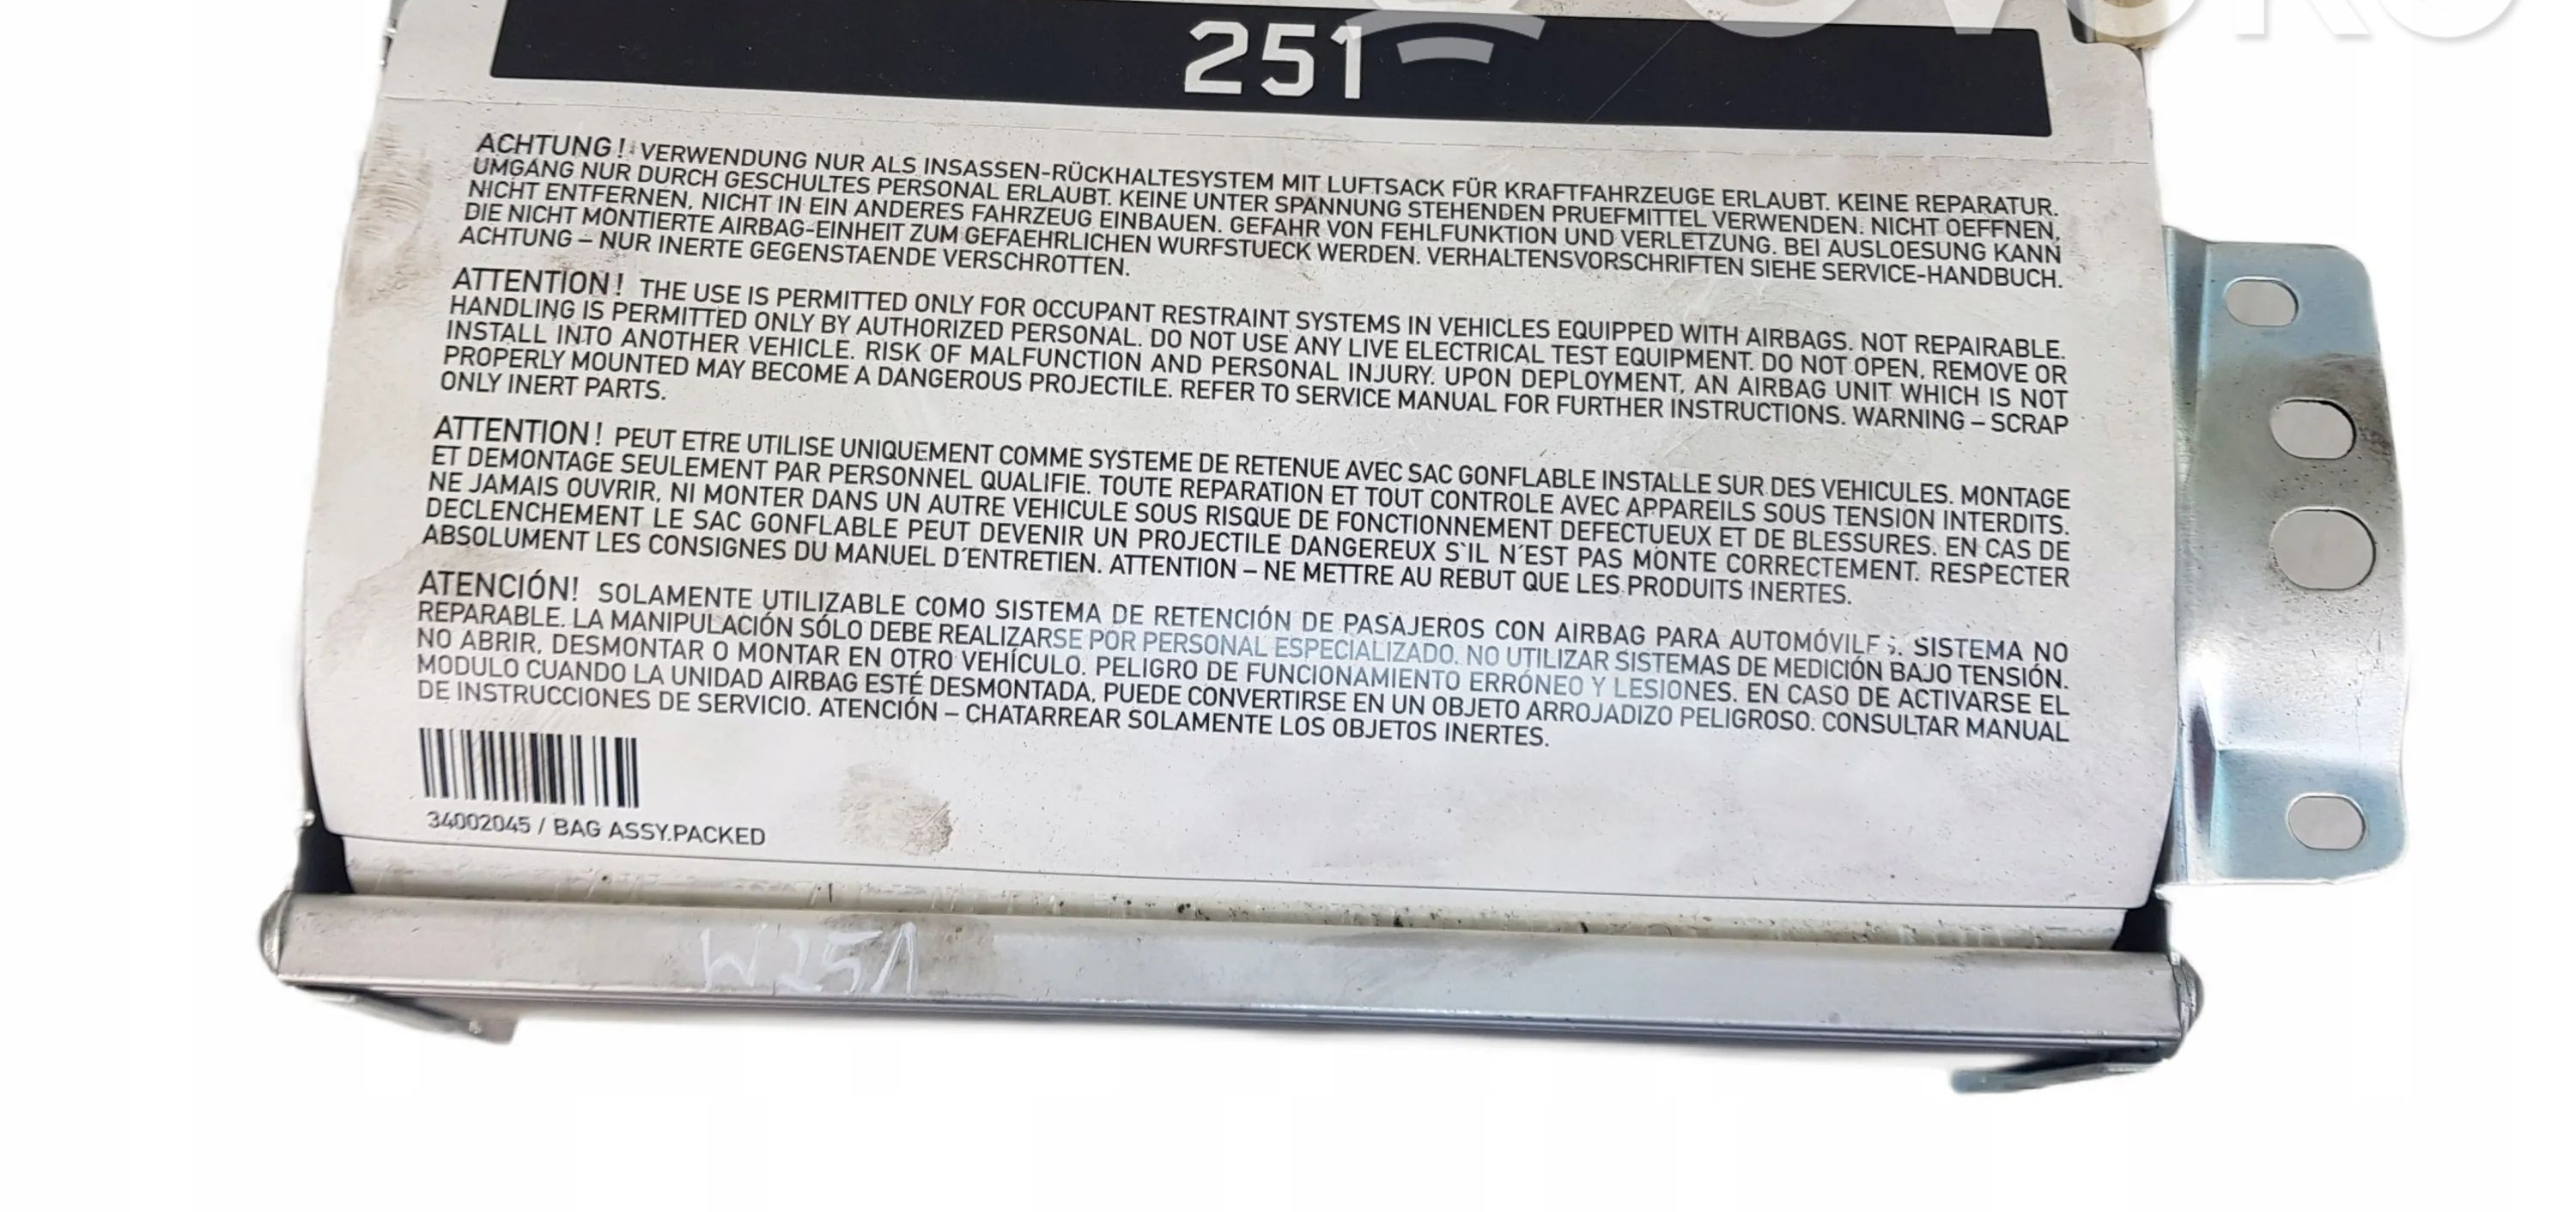 251
ACHTUNG! VERWENDUNG NUR ALS INSASSEN-RÜCKHALTESYSTEM MIT LUFTSACK FÜR KRAFTFAHRZEUGE ERLAUBT. KEINE REPARATUR.
UMGANG NUR DURCH GESCHULTES PERSONAL ERLAUBT. KEINE UNTER SPANNUNG STEHENDEN PRUEFMITTEL VERWENDEN. NICHT OEFFNEN,
NICHT ENTFERNEN, NICHT IN EIN ANDERES FAHRZEUG EINBAUEN. GEFAHR VON FEHLFUNKTION UND VERLETZUNG. BEI AUSLOESUNG KANN
DIE NICHT MONTIERTE AIRBAG-EINHEIT ZUM GEFAEHRLICHEN WURFSTUECK WERDEN. VERHALTENSVORSCHRIFTEN SIEHE SERVICE-HANDBUCH.
ACHTUNG – NUR INERTE GEGENSTAENDE VERSCHROTTEN.
ATTENTION! THE USE IS PERMITTED ONLY FOR OCCUPANT RESTRAINT SYSTEMS IN VEHICLES EQUIPPED WITH AIRBAGS. NOT REPAIRABLE.
HANDLING IS PERMITTED ONLY BY AUTHORIZED PERSONAL. DO NOT USE ANY LIVE ELECTRICAL TEST EQUIPMENT. DO NOT OPEN, REMOVE OR
INSTALL INTO ANOTHER VEHICLE. RISK OF MALFUNCTION AND PERSONAL INJURY. UPON DEPLOYMENT, AN AIRBAG UNIT WHICH IS NOT
PROPERLY MOUNTED MAY BECOME A DANGEROUS PROJECTILE. REFER TO SERVICE MANUAL FOR FURTHER INSTRUCTIONS. WARNING – SCRAP
ONLY INERT PARTS.
ATTENTION! PEUT ETRE UTILISE UNIQUEMENT COMME SYSTEME DE RETENUE AVEC SAC GONFLABLE INSTALLE SUR DES VEHICULES. MONTAGE
ET DEMONTAGE SEULEMENT PAR PERSONNEL QUALIFIE. TOUTE REPARATION ET TOUT CONTROLE AVEC APPAREILS SOUS TENSION INTERDITS.
NE JAMAIS OUVRIR, NI MONTER DANS UN AUTRE VEHICULE SOUS RISQUE DE FONCTIONNEMENT DEFECTUEUX ET DE BLESSURES. EN CAS DE
DECLENCHEMENT LE SAC GONFLABLE PEUT DEVENIR UN PROJECTILE DANGEREUX S'IL N'EST PAS MONTE CORRECTEMENT. RESPECTER
ABSOLUMENT LES CONSIGNES DU MANUEL D'ENTRETIEN. ATTENTION – NE METTRE AU REBUT QUE LES PRODUITS INERTES.
ATENCIÓN! SOLAMENTE UTILIZABLE COMO SISTEMA DE RETENCIÓN DE PASAJEROS CON AIRBAG PARA AUTOMÓVILES. SISTEMA NO
REPARABLE. LA MANIPULACIÓN SÓLO DEBE REALIZARSE POR PERSONAL ESPECIALIZADO. NO UTILIZAR SISTEMAS DE MEDICIÓN BAJO TENSIÓN.
NO ABRIR, DESMONTAR O MONTAR EN OTRO VEHÍCULO. PELIGRO DE FUNCIONAMIENTO ERRÓNEO Y LESIONES. EN CASO DE ACTIVARSE EL
MODULO CUANDO LA UNIDAD AIRBAG ESTÉ DESMONTADA, PUEDE CONVERTIRSE EN UN OBJETO ARROJADIZO PELIGROSO. CONSULTAR MANUAL
DE INSTRUCCIONES DE SERVICIO. ATENCIÓN – CHATARREAR SOLAMENTE LOS OBJETOS INERTES.
34002045 / BAG ASSY.PACKED
W251